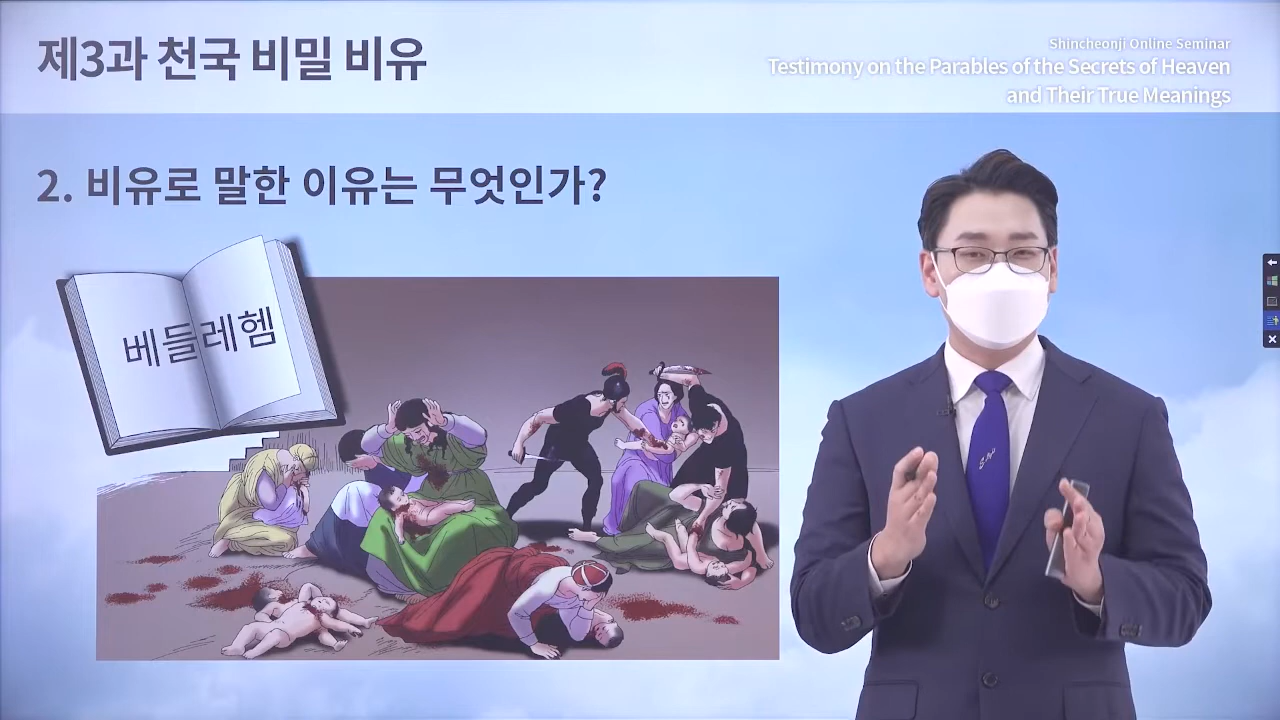 제3과 천국 비밀 비유
Shincheonji Online Seminar
Testimony on the Parables of the Secrets of Heaven
and Their True Meanings
2. 비유로 말한 이유는 무엇인가?
베들레헴